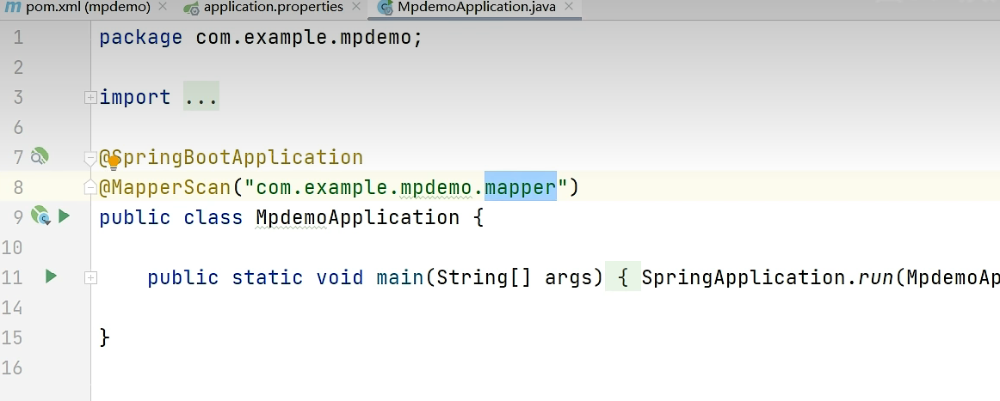 pom.xml (mpdemo) × application.properties × MpdemoApplication.java ×
1 package com.example.mpdemo;
2
3 import ...
6
7 @SpringBootApplication
8 @MapperScan("com.example.mpdemo.mapper")
9 public class MpdemoApplication {
10
11 public static void main(String[] args) { SpringApplication.run(MpdemoAp
14
15 }
16